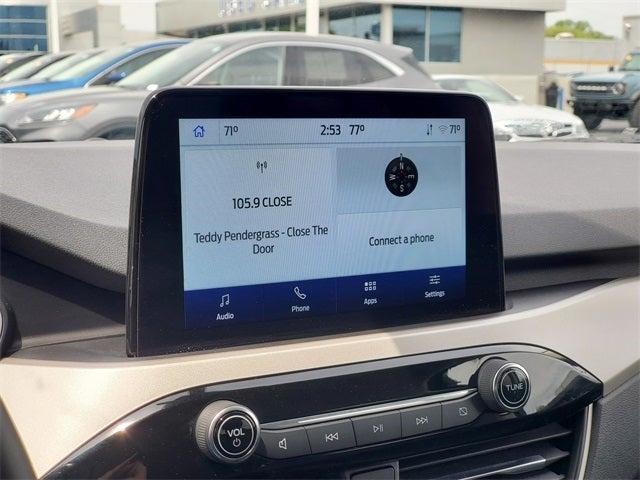 71° 2:53 77° 71°
105.9 CLOSE
Teddy Pendergrass - Close The
Door
N
W E
S
Connect a phone
Audio Phone Apps Settings
VOL
TUNE